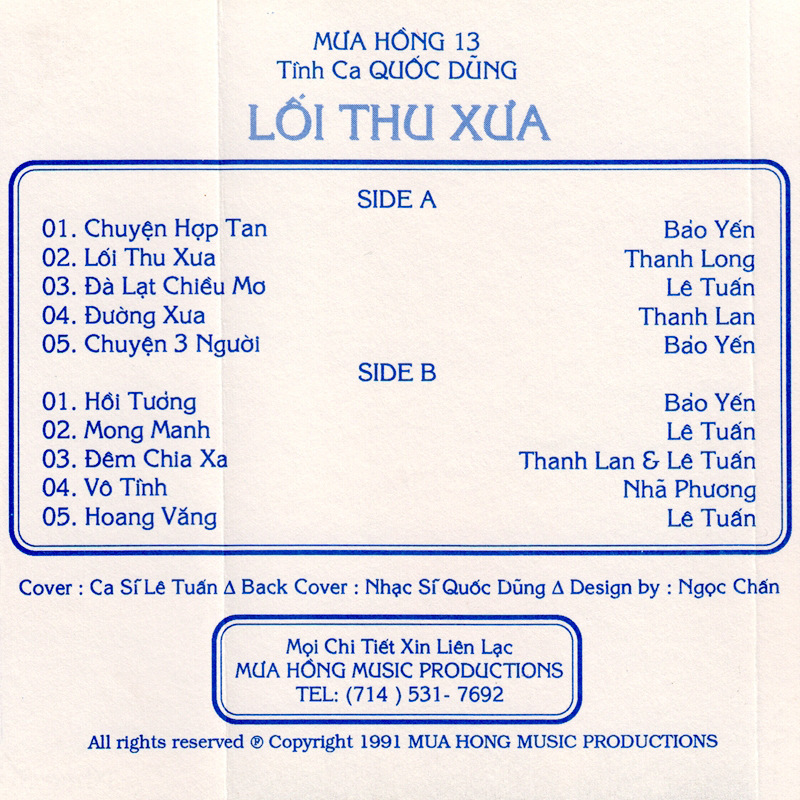 MƯA HỒNG 13
Tình Ca QUỐC DŨNG
LỐI THU XƯA
SIDE A
01. Chuyện Hợp Tan Bảo Yến
02. Lối Thu Xưa Thanh Long
03. Đà Lạt Chiều Mơ Lê Tuấn
04. Đường Xưa Thanh Lan
05. Chuyện 3 Người Bảo Yến
SIDE B
01. Hồi Tưởng Bảo Yến
02. Mong Manh Lê Tuấn
03. Đêm Chia Xa Thanh Lan & Lê Tuấn
04. Vô Tình Nhã Phương
05. Hoang Vắng Lê Tuấn
Cover : Ca Sĩ Lê Tuấn Δ Back Cover : Nhạc Sĩ Quốc Dũng Δ Design by : Ngọc Chấn
Mọi Chi Tiết Xin Liên Lạc
MƯA HỒNG MUSIC PRODUCTIONS
TEL: (714 ) 531- 7692
All rights reserved ℗ Copyright 1991 MUA HONG MUSIC PRODUCTIONS